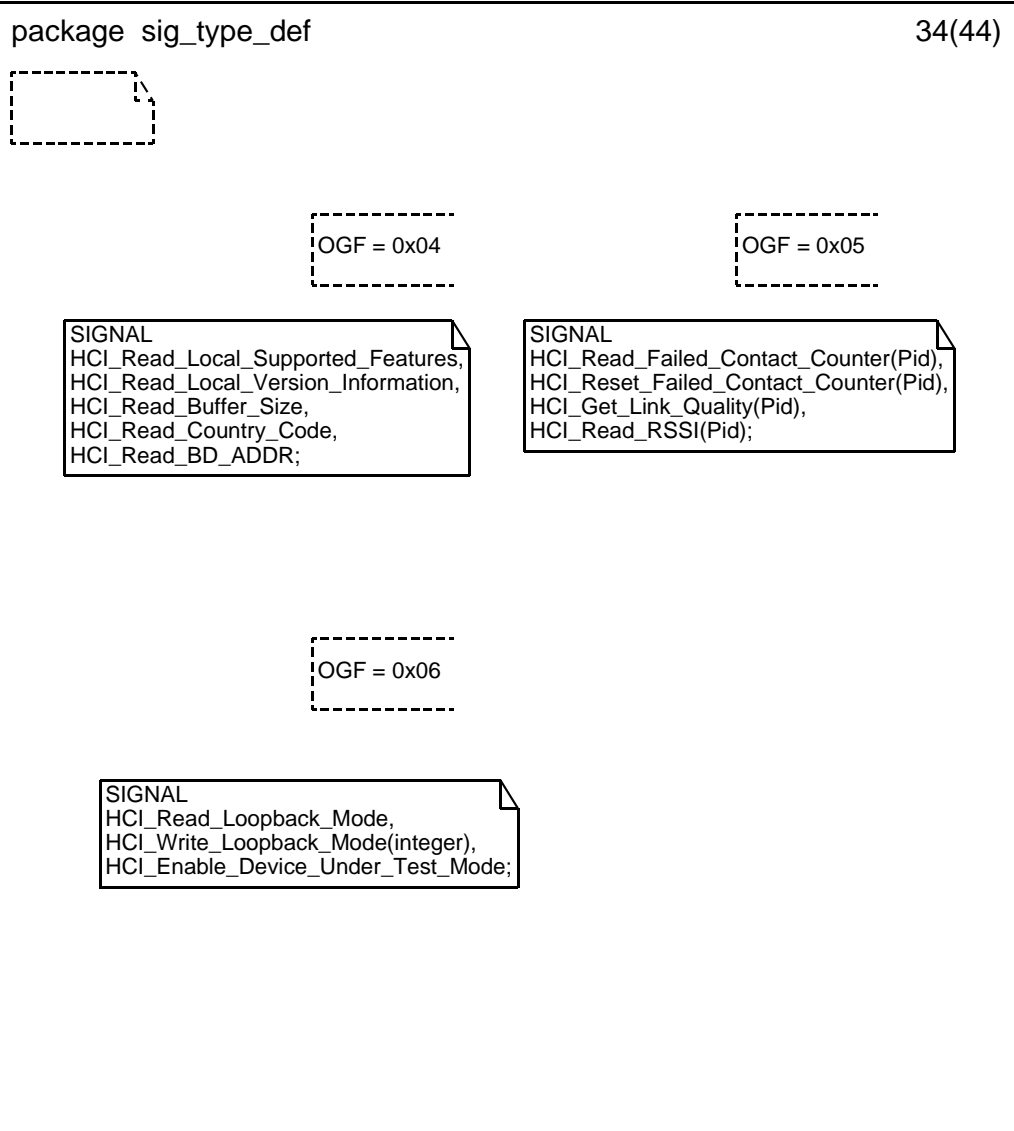 package sig_type_def 34(44)
OGF = 0x04
OGF = 0x05
SIGNAL
HCI_Read_Local_Supported_Features,
HCI_Read_Local_Version_Information,
HCI_Read_Buffer_Size,
HCI_Read_Country_Code,
HCI_Read_BD_ADDR;
SIGNAL
HCI_Read_Failed_Contact_Counter(Pid),
HCI_Reset_Failed_Contact_Counter(Pid),
HCI_Get_Link_Quality(Pid),
HCI_Read_RSSI(Pid);
OGF = 0x06
SIGNAL
HCI_Read_Loopback_Mode,
HCI_Write_Loopback_Mode(integer),
HCI_Enable_Device_Under_Test_Mode;